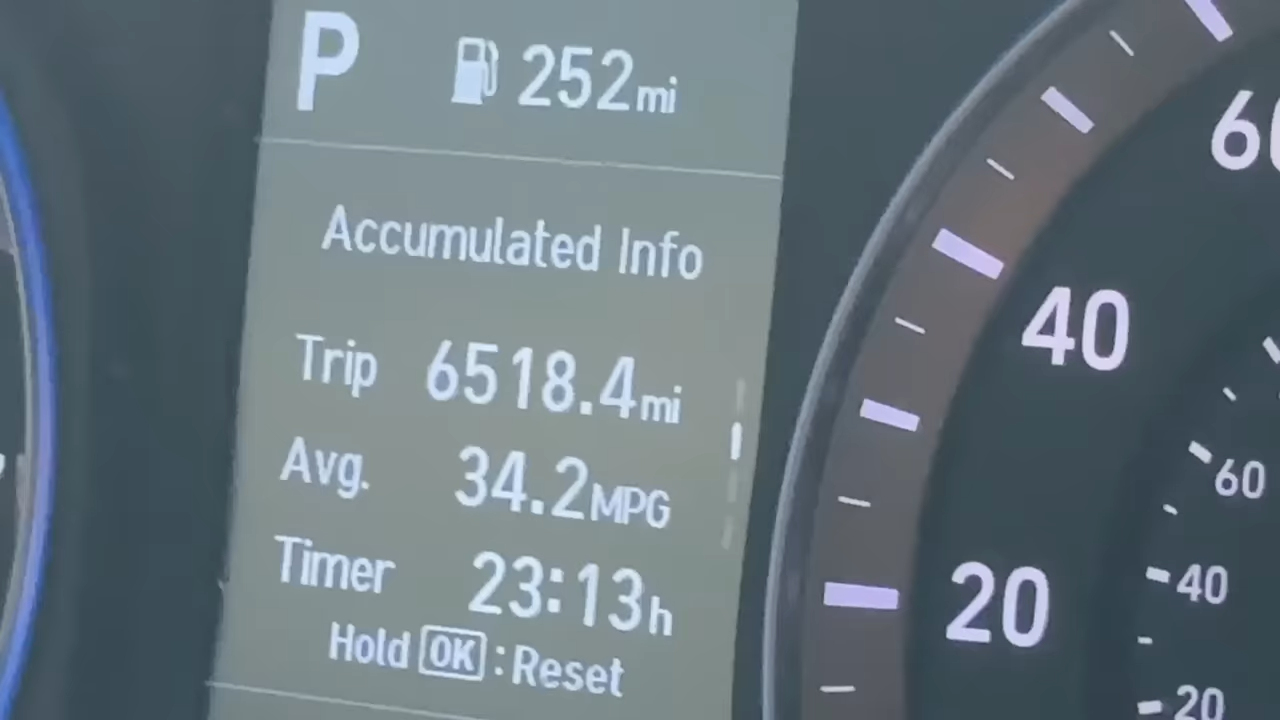 P 252mi
Accumulated Info
Trip 6518.4mi
Avg. 34.2MPG
Timer 23:13h
Hold OK : Reset
40
20
60
40
20